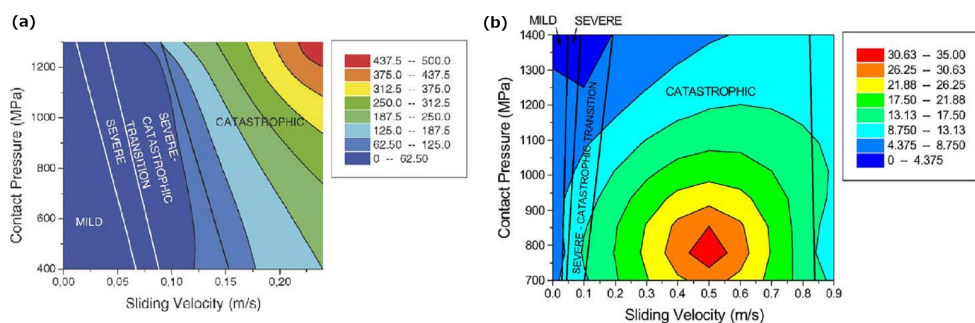 (a)
Contact Pressure (MPa)
1200
1000
800
600
400
MILD
SEVERE
SEVERE-
CATASTROPHIC
TRANSITION
CATASTROPHIC
0,00
0,05
0,10
0,15
0,20
Sliding Velocity (m/s)
437.5 -- 500.0
375.0 -- 437.5
312.5 -- 375.0
250.0 -- 312.5
187.5 -- 250.0
125.0 -- 187.5
62.50 -- 125.0
0 -- 62.50
(b)
MILD
SEVERE
Contact Pressure (MPa)
1400
1300
1200
1100
1000
900
800
700
SEVERE - CATASTROPHIC TRANSITION
CATASTROPHIC
0.0
0.1
0.2
0.3
0.4
0.5
0.6
0.7
0.8
0.9
Sliding Velocity (m/s)
30.63 -- 35.00
26.25 -- 30.63
21.88 -- 26.25
17.50 -- 21.88
13.13 -- 17.50
8.750 -- 13.13
4.375 -- 8.750
0 -- 4.375